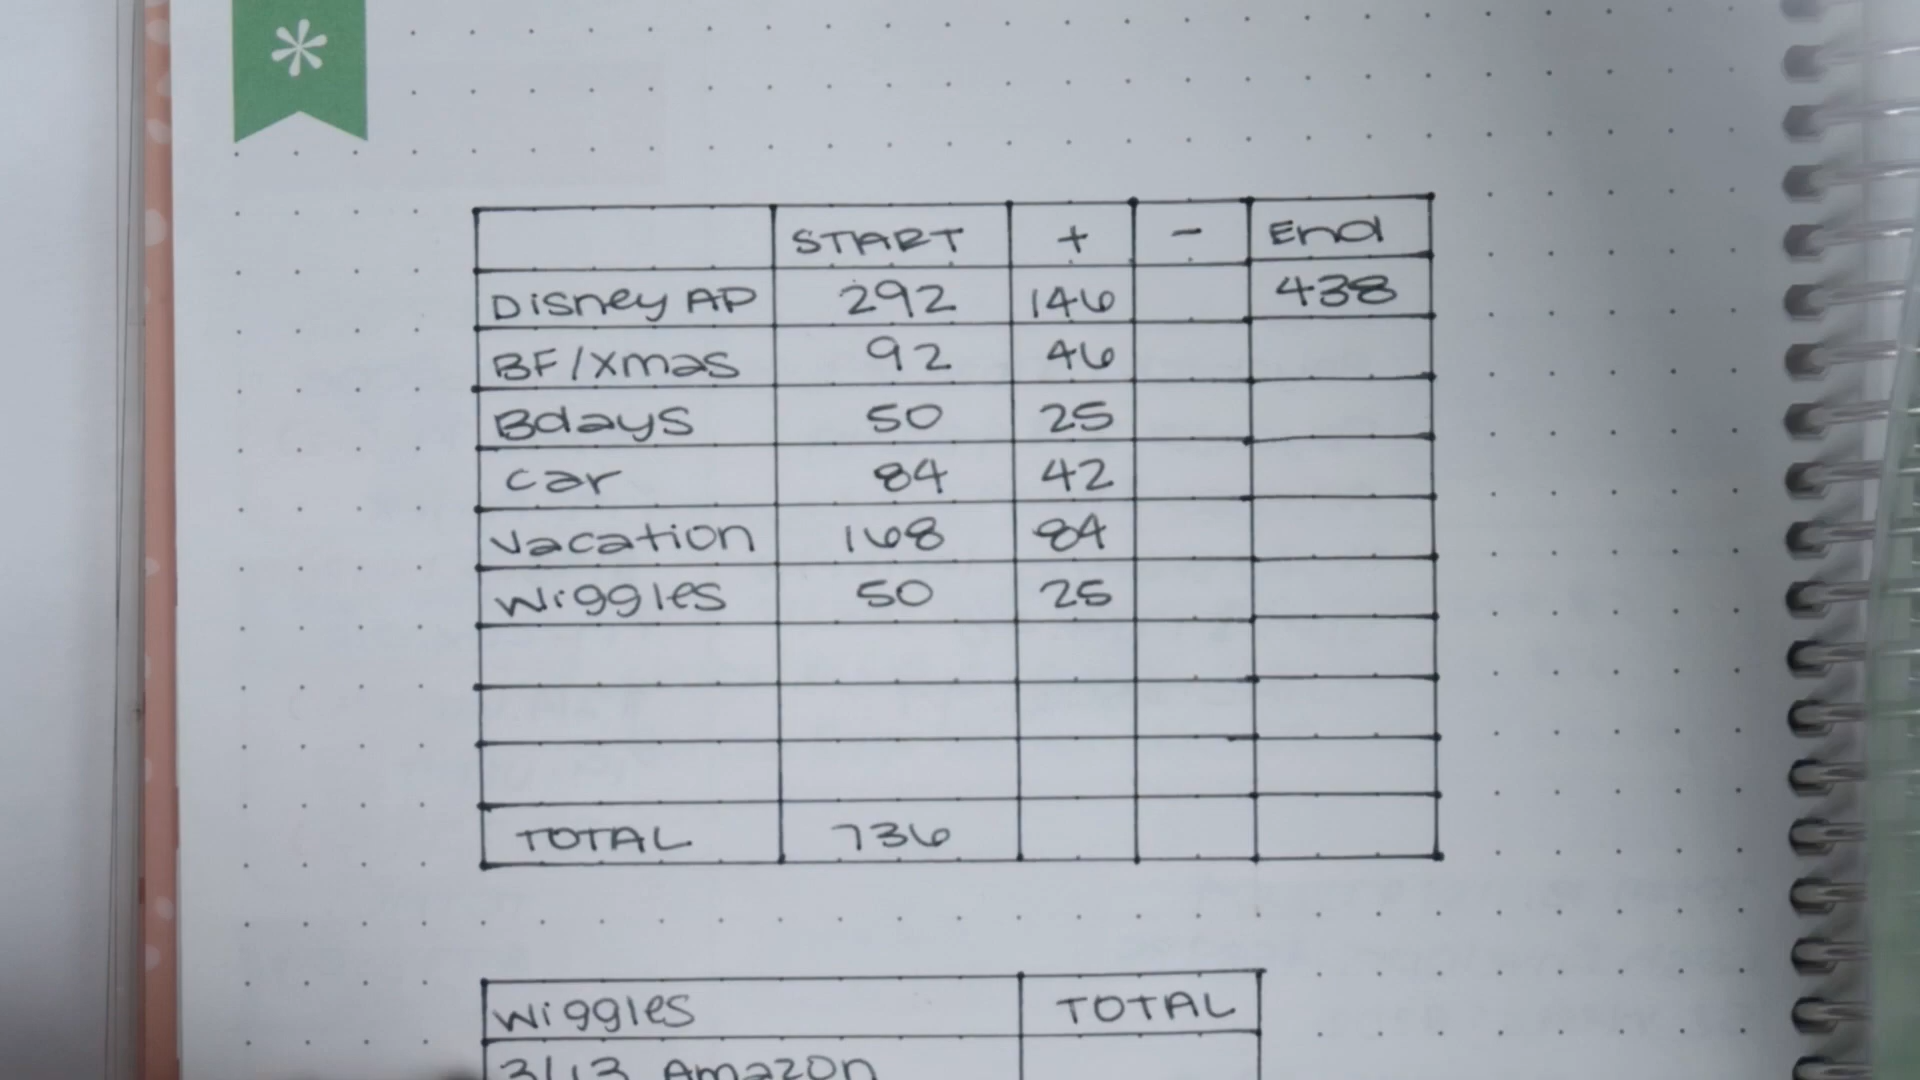 START + - End
Disney AP 292 146 438
BF/xmas 92 46
Bdays 50 25
car 84 42
vacation 168 84
Wiggles 50 25
TOTAL 736
Wiggles TOTAL
3/13 Amazon